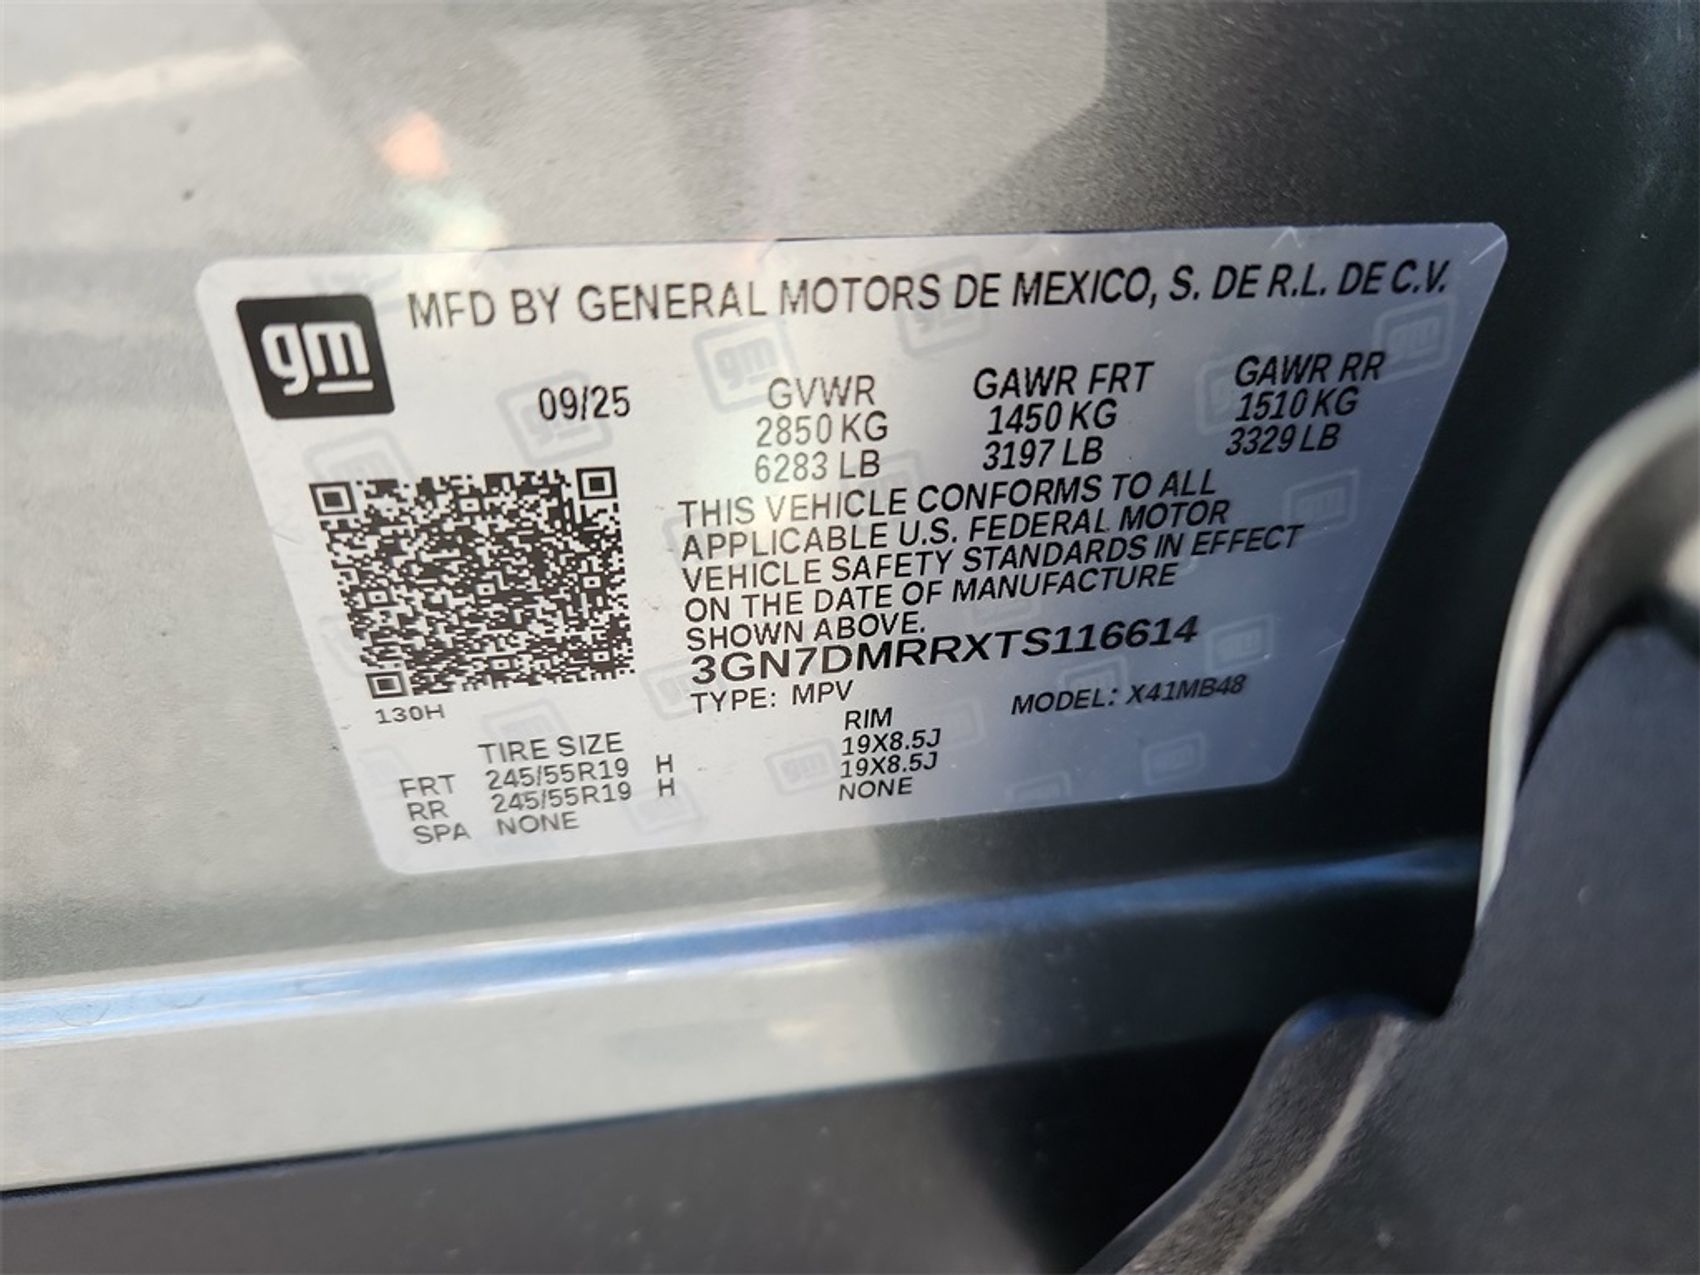 gm
MFD BY GENERAL MOTORS DE MEXICO, S. DE R.L. DE C.V.
09/25
GVWR GAWR FRT GAWR RR
2850 KG 1450 KG 1510 KG
6283 LB 3197 LB 3329 LB
THIS VEHICLE CONFORMS TO ALL
APPLICABLE U.S. FEDERAL MOTOR
VEHICLE SAFETY STANDARDS IN EFFECT
ON THE DATE OF MANUFACTURE
SHOWN ABOVE.
3GN7DMRRXTS116614
TYPE: MPV MODEL: X41MB48
130H
TIRE SIZE RIM
FRT 245/55R19 H 19X8.5J
RR 245/55R19 H 19X8.5J
SPA NONE NONE